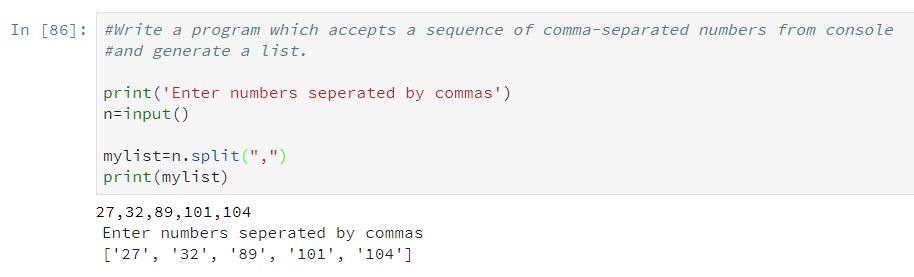 In [86]: #Write a program which accepts a sequence of comma-separated numbers from console
#and generate a list.
print('Enter numbers seperated by commas')
n=input()
mylist=n.split(",")
print(mylist)
27,32,89,101,104
Enter numbers seperated by commas
['27', '32', '89', '101', '104']